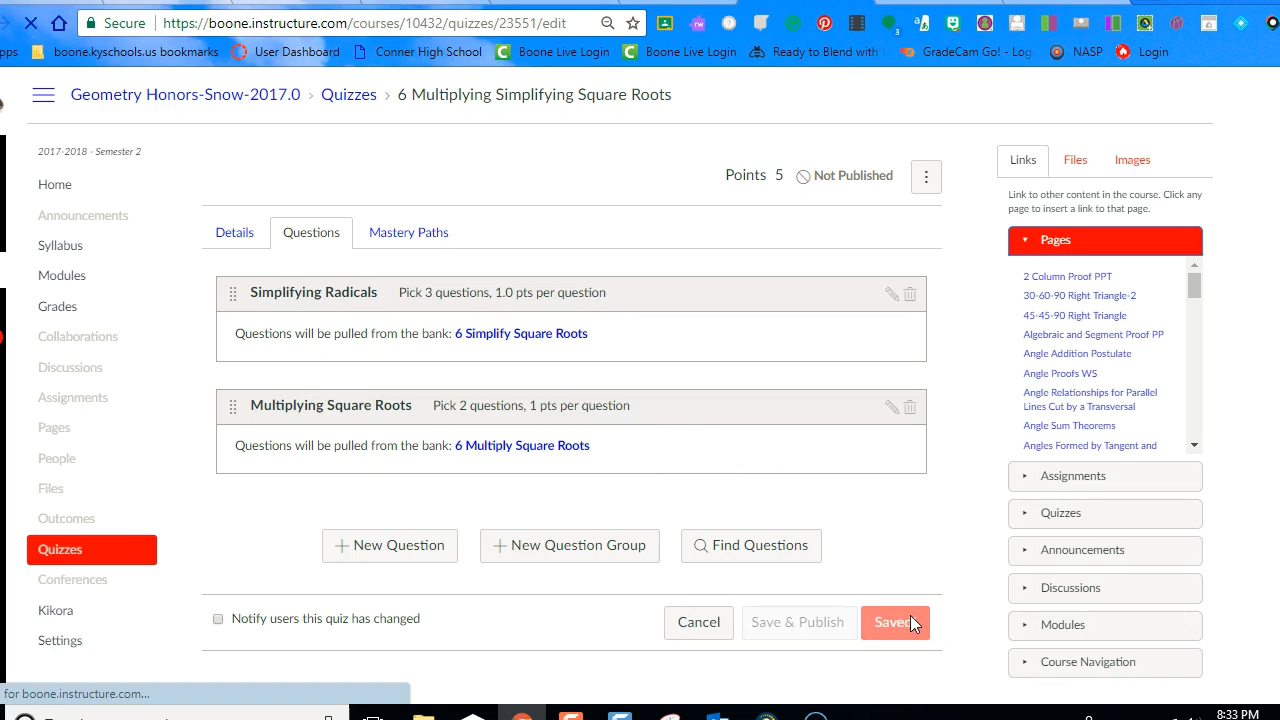 Secure https://boone.instructure.com/courses/10432/quizzes/23551/edit
pps boone.kyschools.us bookmarks User Dashboard Conner High School Boone Live Login Boone Live Login Ready to Blend with GradeCam Go! - Log NASP Login
Geometry Honors-Snow-2017.0 › Quizzes › 6 Multiplying Simplifying Square Roots
2017-2018 - Semester 2
Home
Announcements
Syllabus
Modules
Grades
Collaborations
Discussions
Assignments
Pages
People
Files
Outcomes
Quizzes
Conferences
Kikora
Settings
Points 5 Not Published
Details Questions Mastery Paths
Simplifying Radicals Pick 3 questions, 1.0 pts per question
Questions will be pulled from the bank: 6 Simplify Square Roots
Multiplying Square Roots Pick 2 questions, 1 pts per question
Questions will be pulled from the bank: 6 Multiply Square Roots
+ New Question + New Question Group Find Questions
Notify users this quiz has changed Cancel Save & Publish Saved
Links Files Images
Link to other content in the course. Click any
page to insert a link to that page.
Pages
2 Column Proof PPT
30-60-90 Right Triangle-2
45-45-90 Right Triangle
Algebraic and Segment Proof PP
Angle Addition Postulate
Angle Proofs WS
Angle Relationships for Parallel
Lines Cut by a Transversal
Angle Sum Theorems
Angles Formed by Tangent and
Assignments
Quizzes
Announcements
Discussions
Modules
Course Navigation
for boone.instructure.com...
8:33 PM